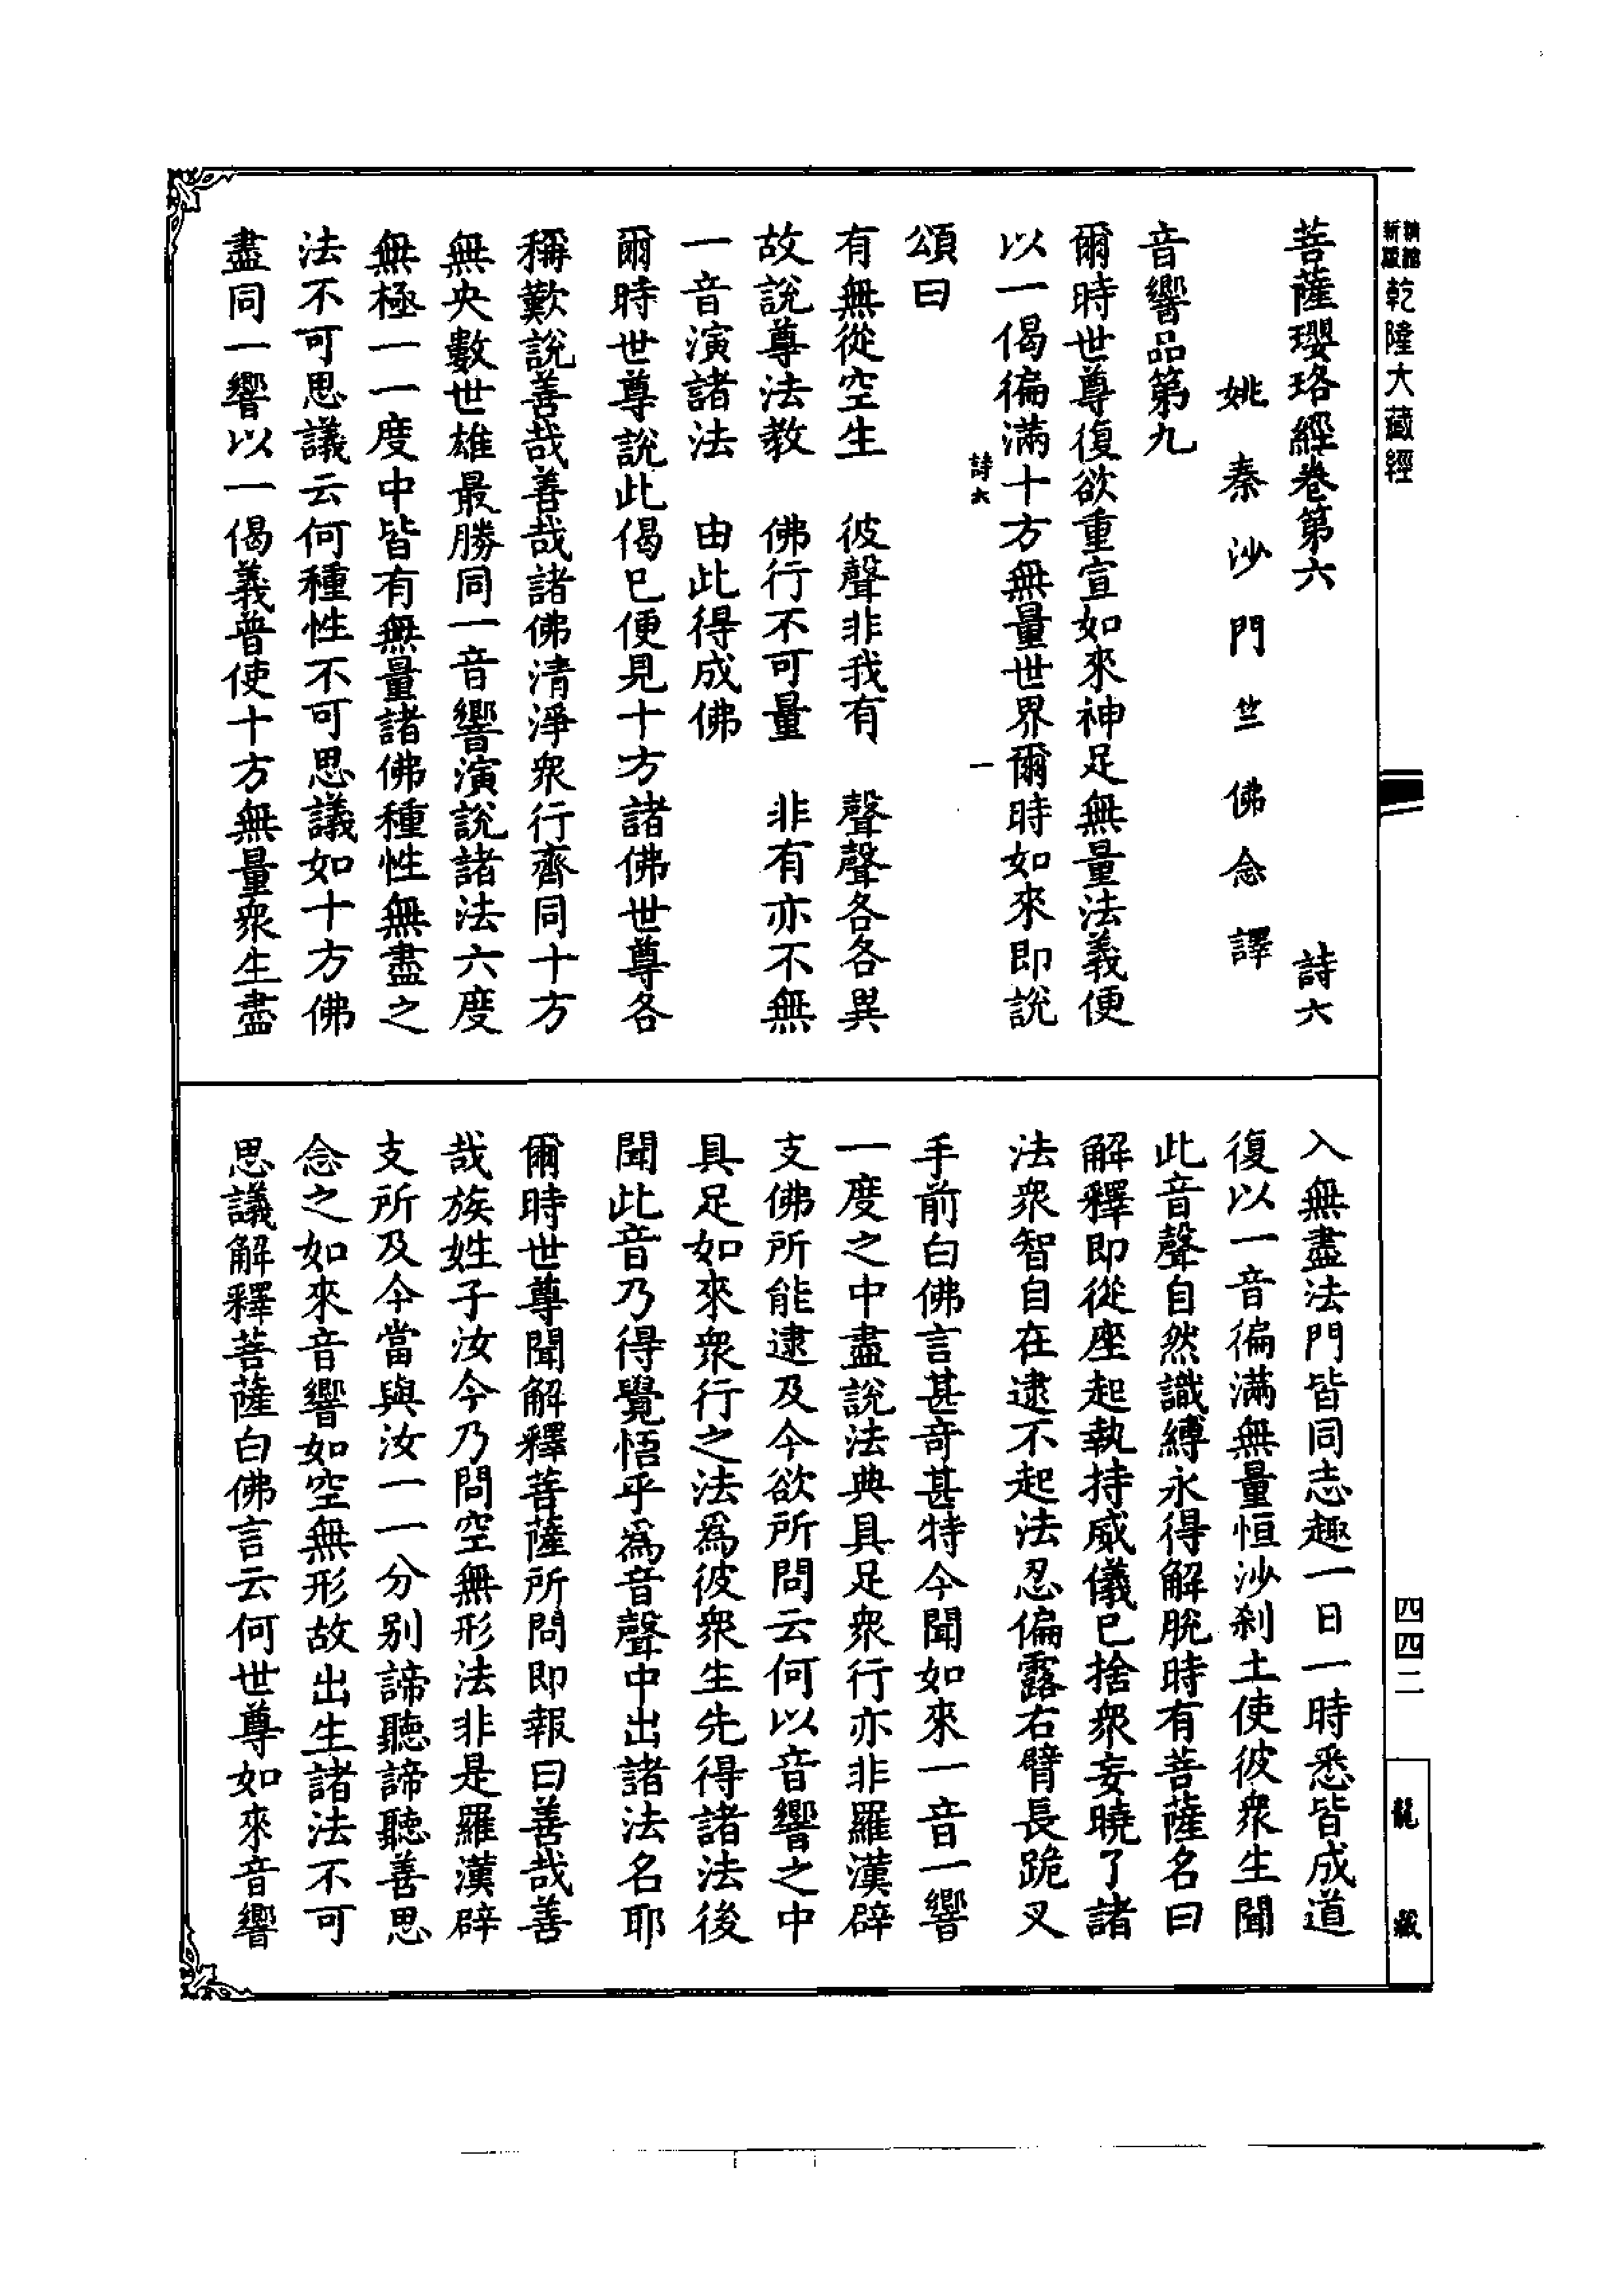 新版
精縮
乾隆大藏經
菩薩瓔珞經卷第六 詩六
姚秦沙門竺佛念譯
音響品第九
爾時世尊復欲重宣如來神足無量法義便
以一偈徧滿十方無量世界爾時如來即說
詩六 一
頌曰
有無從空生 彼聲非我有 聲聲各各異
故說尊法教 佛行不可量 非有亦不無
一音演諸法 由此得成佛
爾時世尊說此偈已便見十方諸佛世尊各
稱歎說善哉善哉諸佛清淨衆行齊同十方
無央數世雄最勝同一音響演說諸法六度
無極一一度中皆有無量諸佛種性無盡之
法不可思議云何種性不可思議如十方佛
盡同一響以一偈義普使十方無量衆生盡
入無盡法門皆同志趣一日一時悉皆成道
復以一音徧滿無量恒沙刹土使彼衆生聞
此音聲自然識縛永得解脫時有菩薩名曰
解釋即從座起執持威儀已捨衆妄曉了諸
法衆智自在逮不起法忍偏露右臂長跪叉
手前白佛言甚奇甚特今聞如來一音一響
一度之中盡說法典具足衆行亦非羅漢辟
支佛所能逮及今欲所問云何以音響之中
具足如來衆行之法爲彼衆生先得諸法後
聞此音乃得覺悟乎爲音聲中出諸法名耶
爾時世尊聞解釋菩薩所問即報曰善哉善
哉族姓子汝今乃問空無形法非是羅漢辟
支所及今當與汝一一分别諦聽諦聽善思
念之如來音響如空無形故出生諸法不可
思議解釋菩薩白佛言云何世尊如來音響
四四二
龍藏